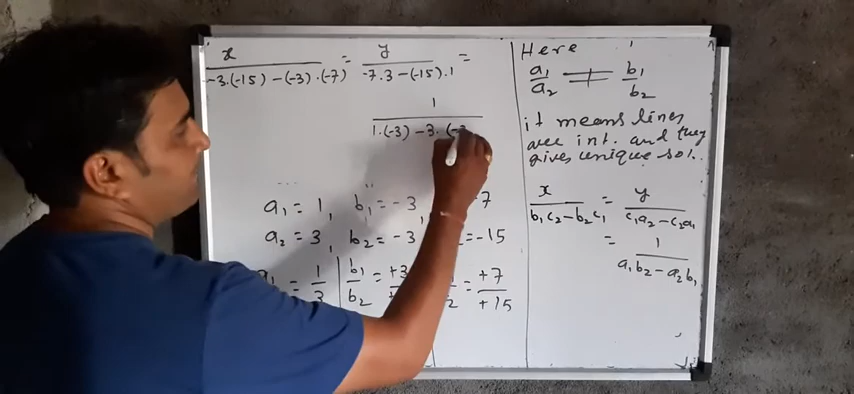 x/(-3.(-15) -(-3).(-7)) = y/(-7.3-(-15).1) =
1/(1.(-3) -3.(-3
a₁ = 1, b₁ = -3, 7
a₂ = 3, b₂ = -3, = -15
= 1/3 | b₁/b₂ = +3/ = +7/+15
Here
a₁/a₂ ≠ b₁/b₂
it means lines
are int. and they
gives unique sol.
x/(b₁c₂-b₂c₁) = y/(c₁a₂-c₂a₁)
= 1/(a₁b₂-a₂b₁)